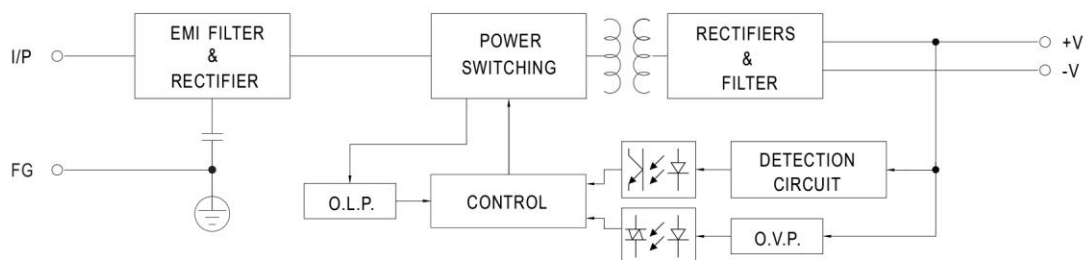 I/P
EMI FILTER
&
RECTIFIER
POWER
SWITCHING
RECTIFIERS
&
FILTER
+V
-V
FG
O.L.P.
CONTROL
DETECTION
CIRCUIT
O.V.P.